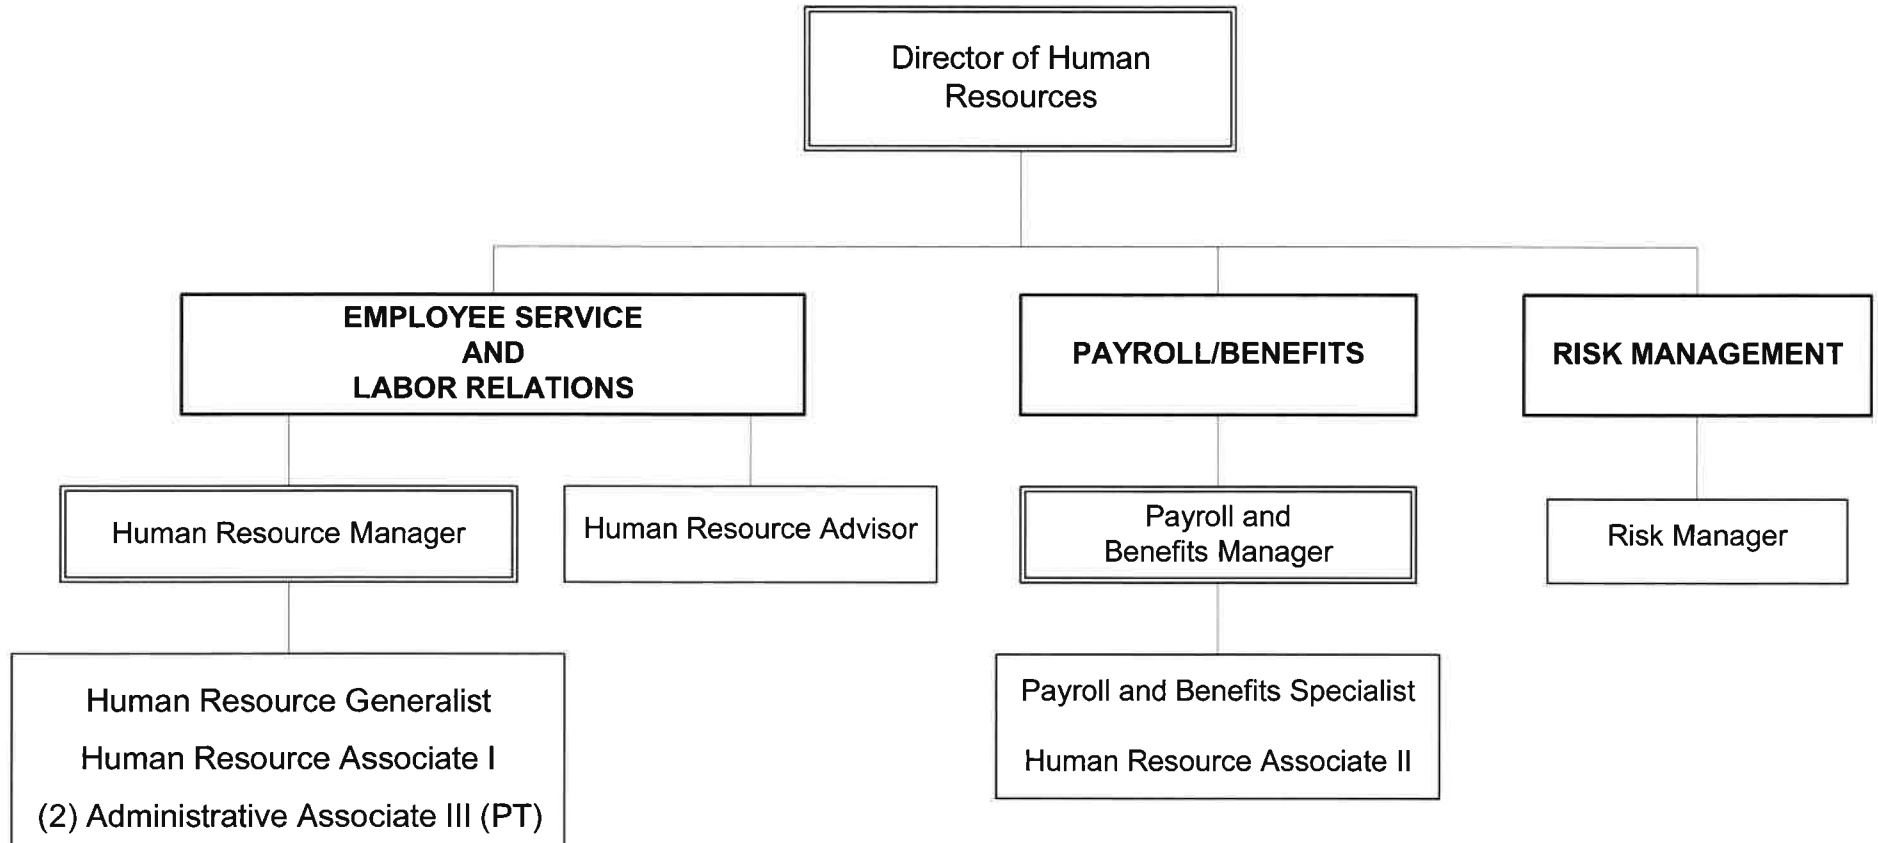 Director of Human
Resources
EMPLOYEE SERVICE
AND
LABOR RELATIONS
PAYROLL/BENEFITS
RISK MANAGEMENT
Human Resource Manager
Human Resource Advisor
Payroll and
Benefits Manager
Risk Manager
Human Resource Generalist
Human Resource Associate I
(2) Administrative Associate III (PT)
Payroll and Benefits Specialist
Human Resource Associate II